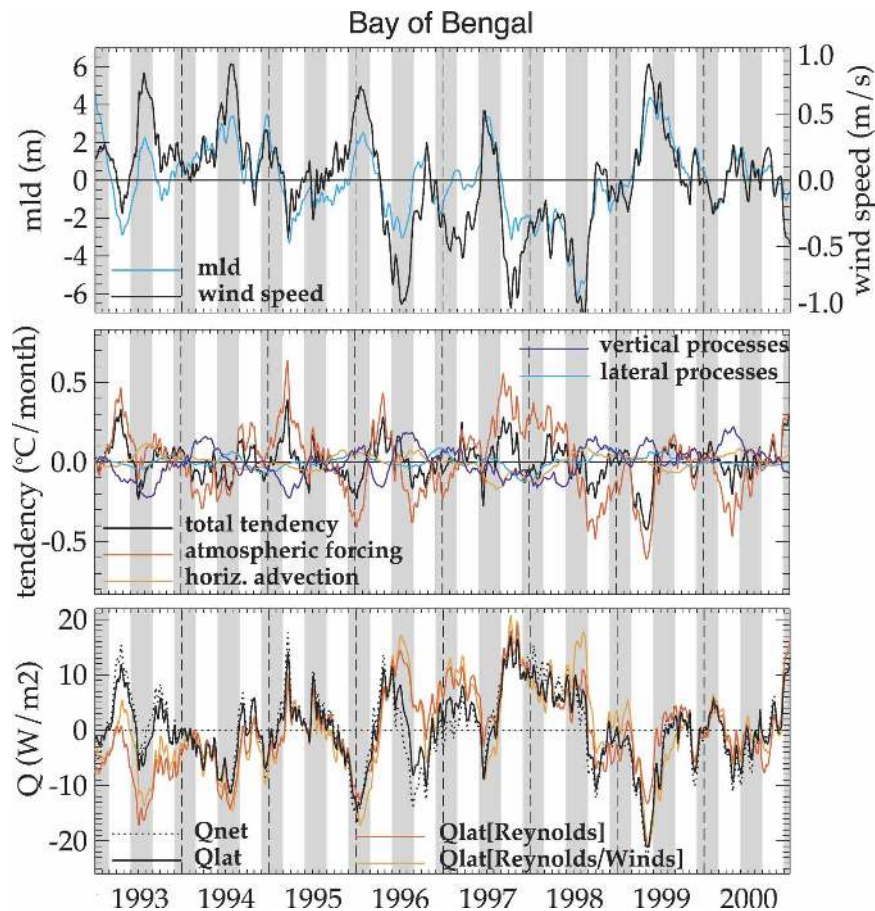 Bay of Bengal
6
4
2
0
-2
-4
-6
mld (m)
1.0
0.5
0.0
-0.5
-1.0
wind speed (m/s)
mld
wind speed
0.5
0.0
-0.5
tendency (°C/month)
vertical processes
lateral processes
total tendency
atmospheric forcing
horiz. advection
20
10
0
-10
-20
Q (W/m2)
Qnet
Qlat
Qlat[Reynolds]
Qlat[Reynolds/Winds]
1993 1994 1995 1996 1997 1998 1999 2000